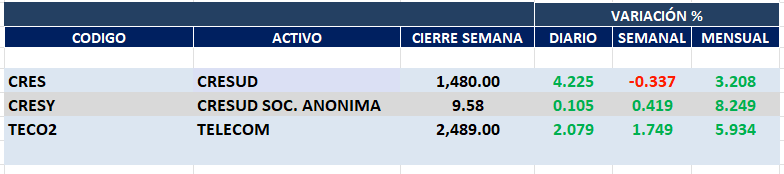 VARIACIÓN %
CODIGO ACTIVO CIERRE SEMANA DIARIO SEMANAL MENSUAL
CRES CRESUD 1,480.00 4.225 -0.337 3.208
CRESY CRESUD SOC. ANONIMA 9.58 0.105 0.419 8.249
TECO2 TELECOM 2,489.00 2.079 1.749 5.934